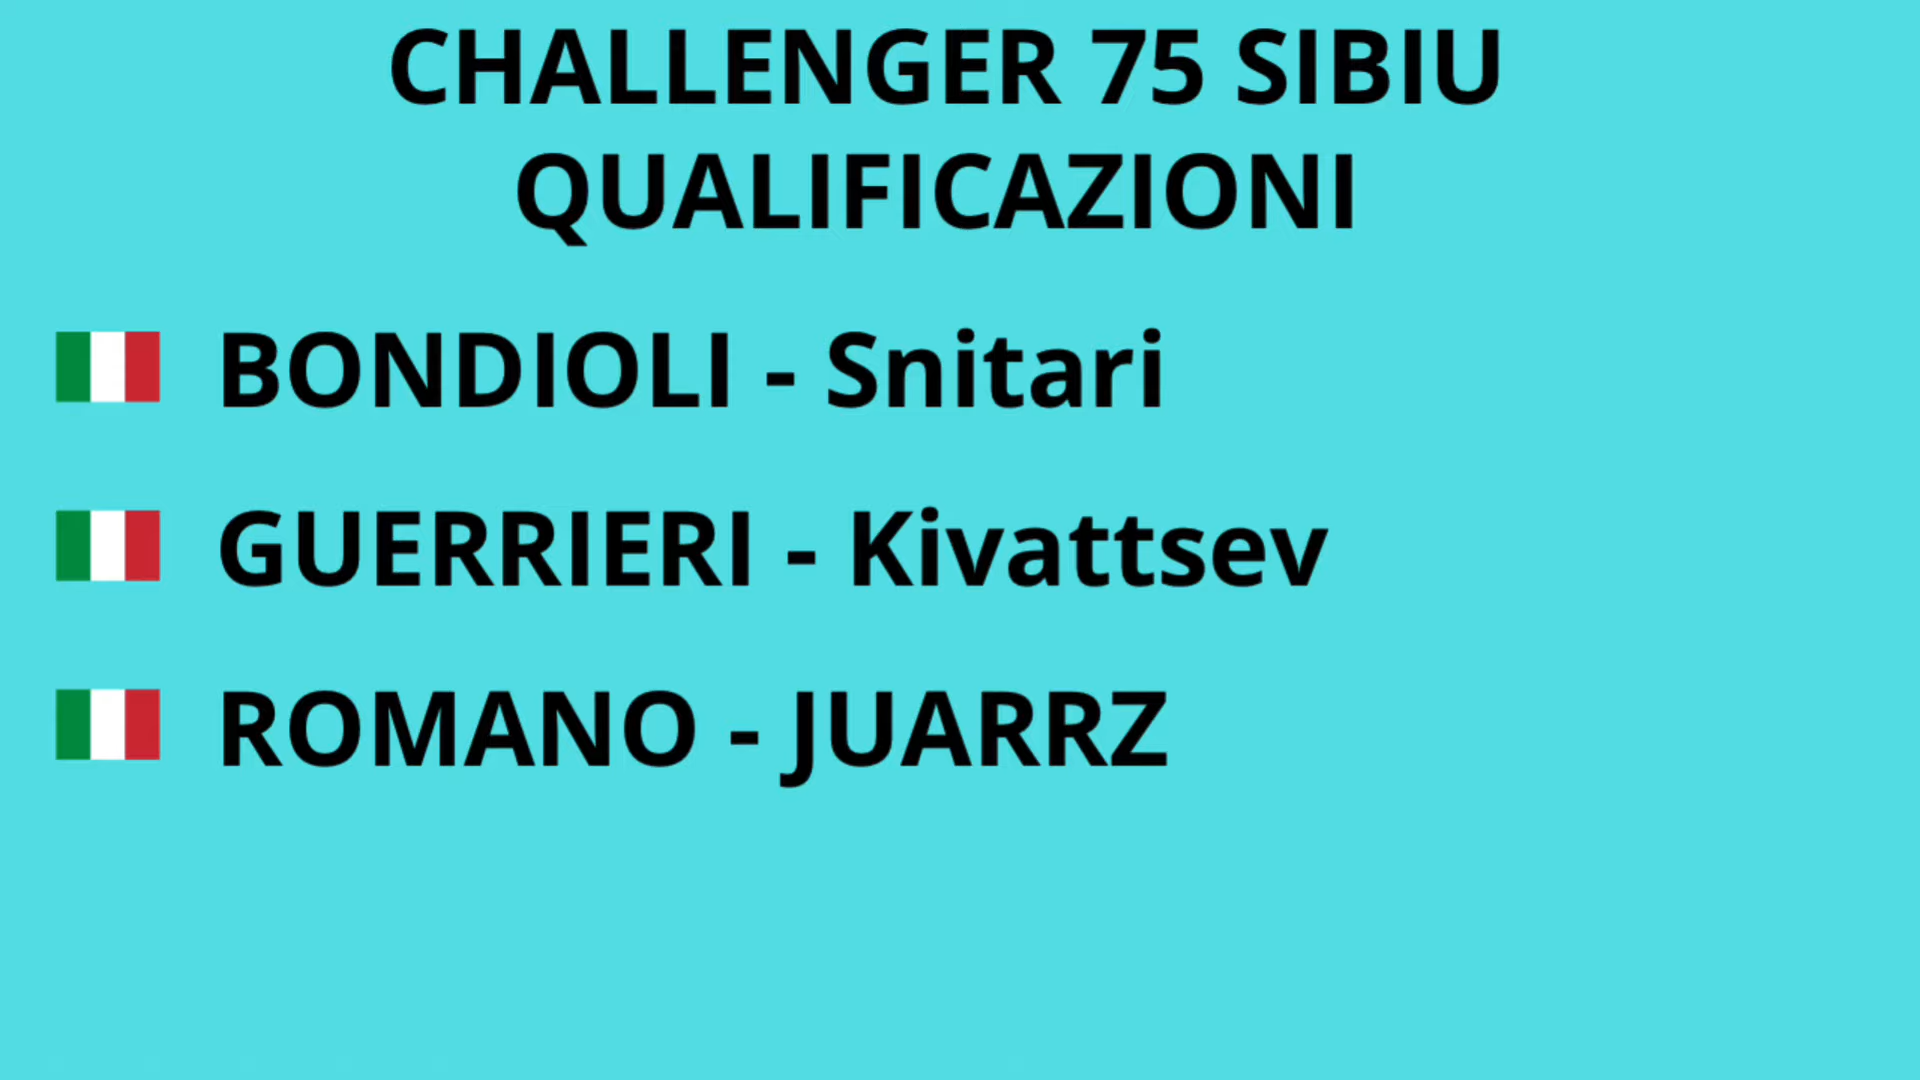 CHALLENGER 75 SIBIU
QUALIFICAZIONI
BONDIOLI - Snitari
GUERRIERI - Kivattsev
ROMANO - JUARRZ